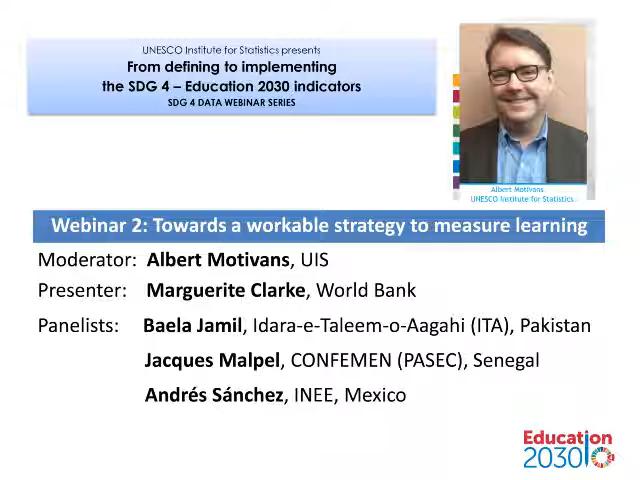 UNESCO Institute for Statistics presents
From defining to implementing
the SDG 4 – Education 2030 indicators
SDG 4 DATA WEBINAR SERIES
Albert Motivans
UNESCO Institute for Statistics
Webinar 2: Towards a workable strategy to measure learning
Moderator: Albert Motivans, UIS
Presenter: Marguerite Clarke, World Bank
Panelists: Baela Jamil, Idara-e-Taleem-o-Aagahi (ITA), Pakistan
Jacques Malpel, CONFEMEN (PASEC), Senegal
Andrés Sánchez, INEE, Mexico
Education
2030